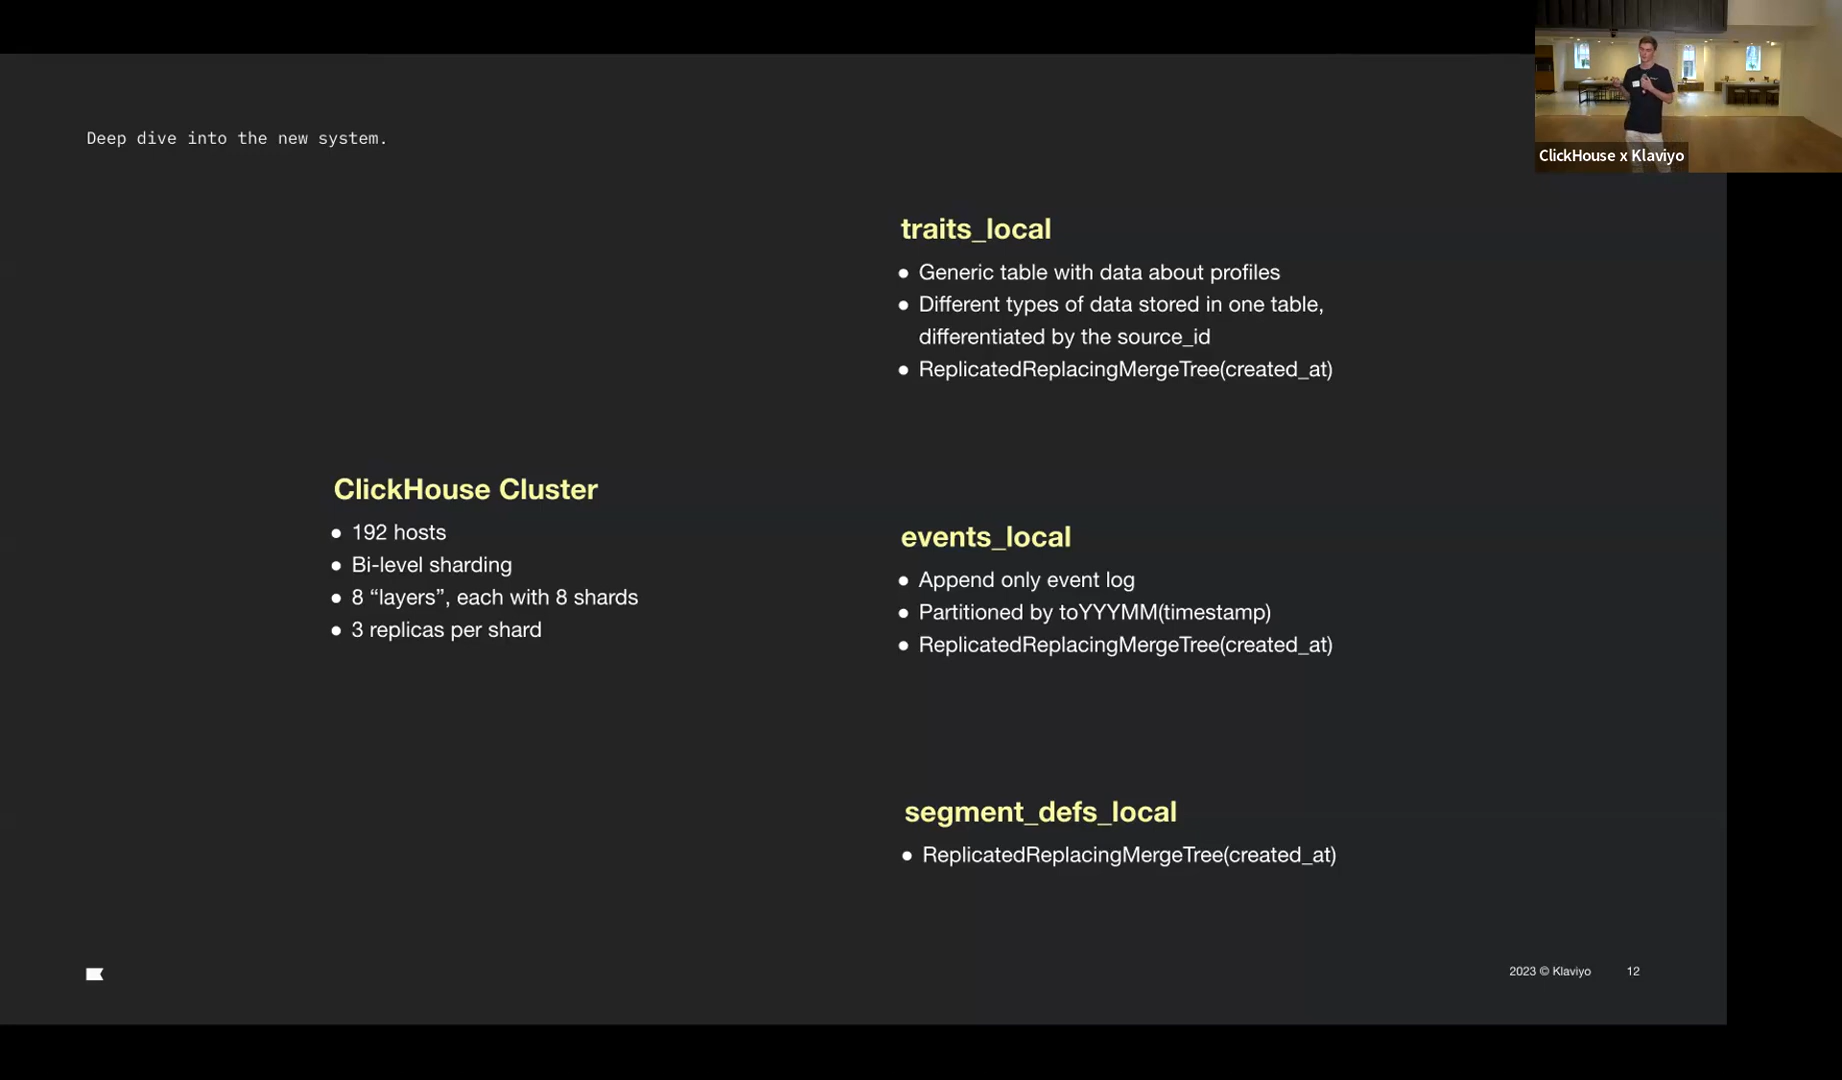 ClickHouse x Klaviyo
Deep dive into the new system.
ClickHouse Cluster
● 192 hosts
● Bi-level sharding
● 8 “layers”, each with 8 shards
● 3 replicas per shard
traits_local
● Generic table with data about profiles
● Different types of data stored in one table,
differentiated by the source_id
● ReplicatedReplacingMergeTree(created_at)
events_local
● Append only event log
● Partitioned by toYYYMM(timestamp)
● ReplicatedReplacingMergeTree(created_at)
segment_defs_local
● ReplicatedReplacingMergeTree(created_at)
2023 © Klaviyo 12